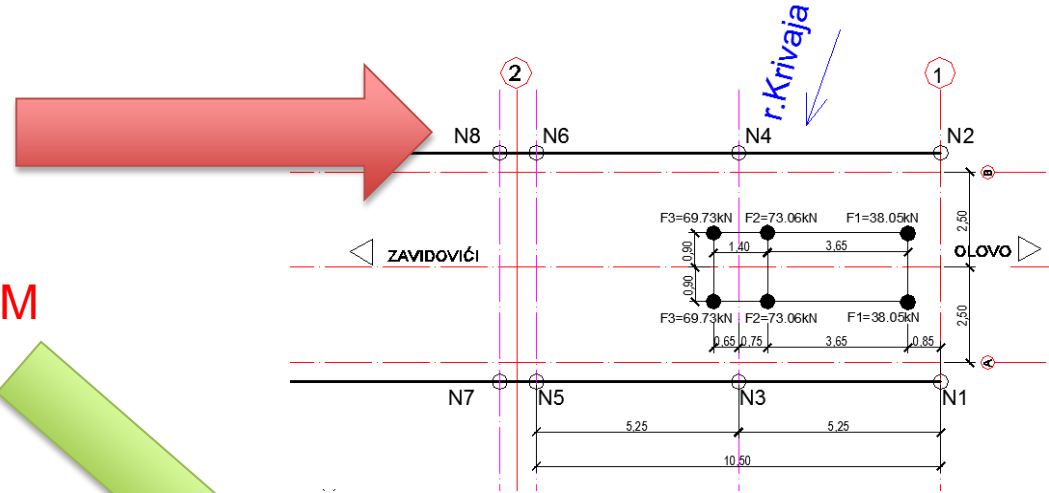 r.Krivaja
2
1
N8
N6
N4
N2
B
F3=69.73kN
F2=73.06kN
F1=38.05kN
2,50
0,90
1,40
3,65
ZAVIDOVIĆI
OLOVO
0,90
M
F3=69.73kN
F2=73.06kN
F1=38.05kN
2,50
0,65
0,75
3,65
0,85
A
N7
N5
N3
N1
5,25
5,25
10,50